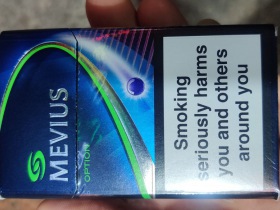 MEVIUS
OPTION
Smoking
seriously harms
you and others
around you